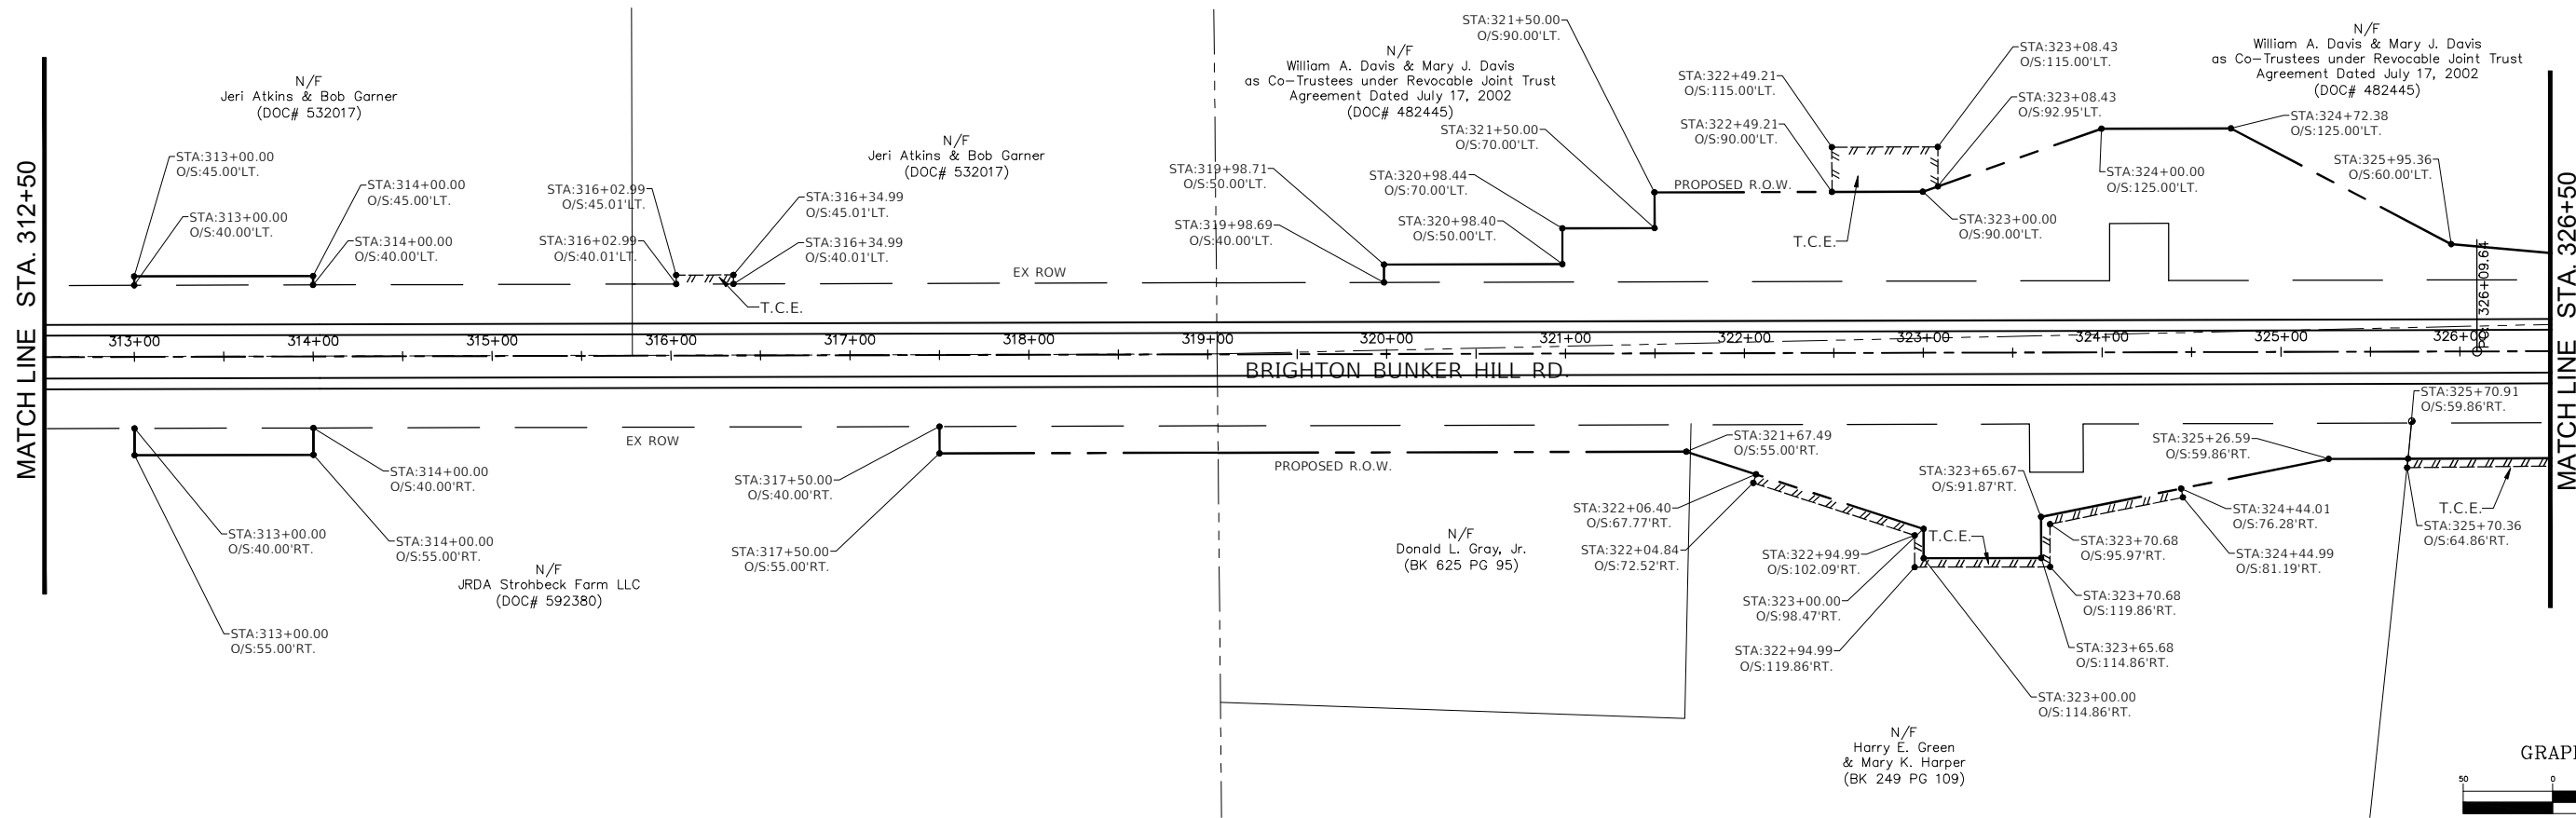 MATCH LINE STA. 312+50
N/F
Jeri Atkins & Bob Garner
(DOC# 532017)
STA:313+00.00
O/S:45.00'LT.
STA:313+00.00
O/S:40.00'LT.
STA:314+00.00
O/S:45.00'LT.
STA:314+00.00
O/S:40.00'LT.
STA:316+02.99
O/S:45.01'LT.
STA:316+02.99
O/S:40.01'LT.
STA:316+34.99
O/S:45.01'LT.
STA:316+34.99
O/S:40.01'LT.
T.C.E.
N/F
Jeri Atkins & Bob Garner
(DOC# 532017)
EX ROW
STA:319+98.71
O/S:50.00'LT.
STA:319+98.69
O/S:40.00'LT.
N/F
William A. Davis & Mary J. Davis
as Co-Trustees under Revocable Joint Trust
Agreement Dated July 17, 2002
(DOC# 482445)
STA:321+50.00
O/S:90.00'LT.
STA:321+50.00
O/S:70.00'LT.
STA:320+98.44
O/S:70.00'LT.
STA:320+98.40
O/S:50.00'LT.
PROPOSED R.O.W.
STA:322+49.21
O/S:115.00'LT.
STA:322+49.21
O/S:90.00'LT.
T.C.E.
STA:323+08.43
O/S:115.00'LT.
STA:323+08.43
O/S:92.95'LT.
STA:323+00.00
O/S:90.00'LT.
STA:324+00.00
O/S:125.00'LT.
N/F
William A. Davis & Mary J. Davis
as Co-Trustees under Revocable Joint Trust
Agreement Dated July 17, 2002
(DOC# 482445)
STA:324+72.38
O/S:125.00'LT.
STA:325+95.36
O/S:60.00'LT.
326+09.64
MATCH LINE STA. 326+50
313+00
314+00
315+00
316+00
317+00
318+00
319+00
320+00
321+00
322+00
323+00
324+00
325+00
326+00
BRIGHTON BUNKER HILL RD.
EX ROW
STA:313+00.00
O/S:40.00'RT.
STA:313+00.00
O/S:55.00'RT.
STA:314+00.00
O/S:40.00'RT.
STA:314+00.00
O/S:55.00'RT.
N/F
JRDA Strohbeck Farm LLC
(DOC# 592380)
STA:317+50.00
O/S:40.00'RT.
STA:317+50.00
O/S:55.00'RT.
PROPOSED R.O.W.
N/F
Donald L. Gray, Jr.
(BK 625 PG 95)
STA:321+67.49
O/S:55.00'RT.
STA:322+06.40
O/S:67.77'RT.
STA:322+04.84
O/S:72.52'RT.
STA:322+94.99
O/S:102.09'RT.
STA:323+00.00
O/S:98.47'RT.
STA:322+94.99
O/S:119.86'RT.
T.C.E.
STA:323+65.67
O/S:91.87'RT.
STA:323+70.68
O/S:95.97'RT.
STA:323+70.68
O/S:119.86'RT.
STA:323+65.68
O/S:114.86'RT.
STA:323+00.00
O/S:114.86'RT.
STA:325+26.59
O/S:59.86'RT.
STA:324+44.01
O/S:76.28'RT.
STA:324+44.99
O/S:81.19'RT.
STA:325+70.91
O/S:59.86'RT.
T.C.E.
STA:325+70.36
O/S:64.86'RT.
N/F
Harry E. Green
& Mary K. Harper
(BK 249 PG 109)
50
0